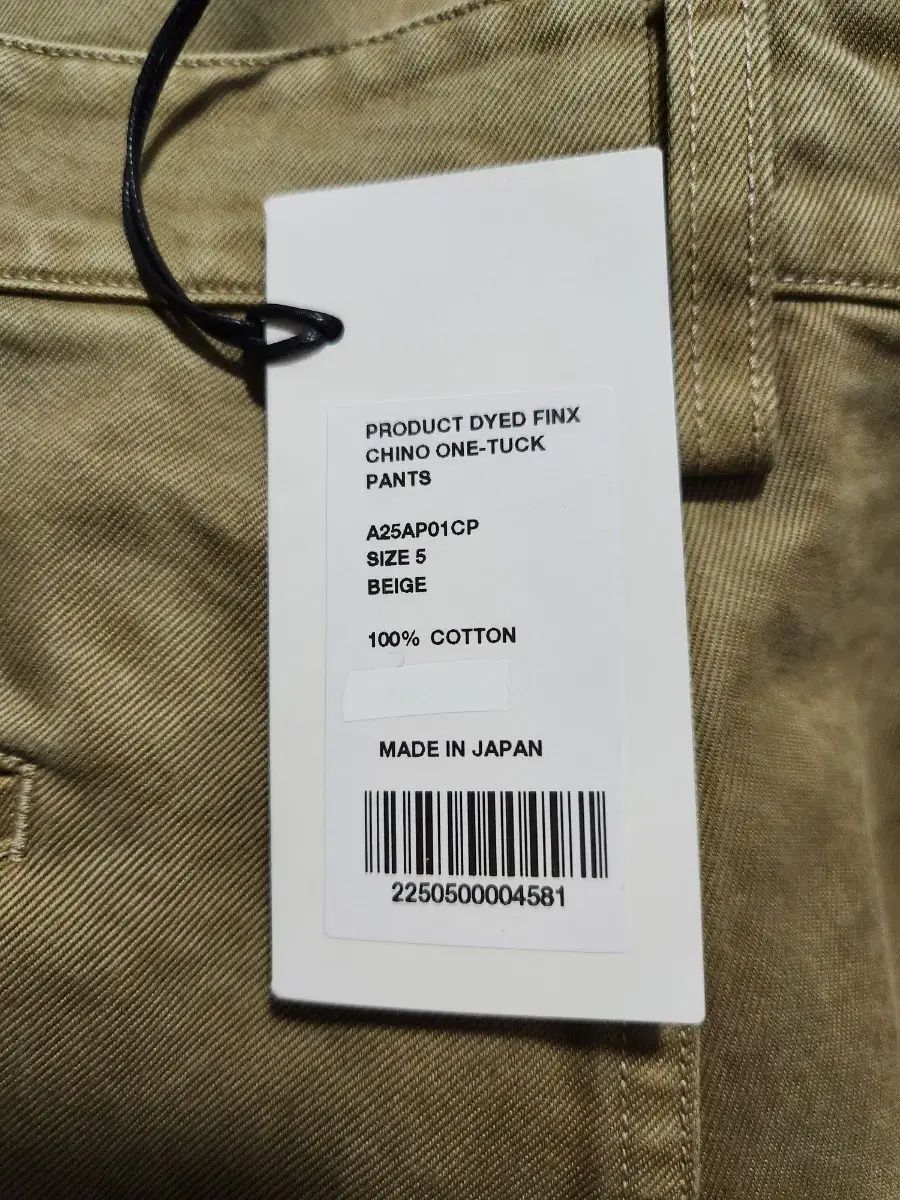 PRODUCT DYED FINX
CHINO ONE-TUCK
PANTS
A25AP01CP
SIZE 5
BEIGE
100% COTTON
MADE IN JAPAN
2250500004581